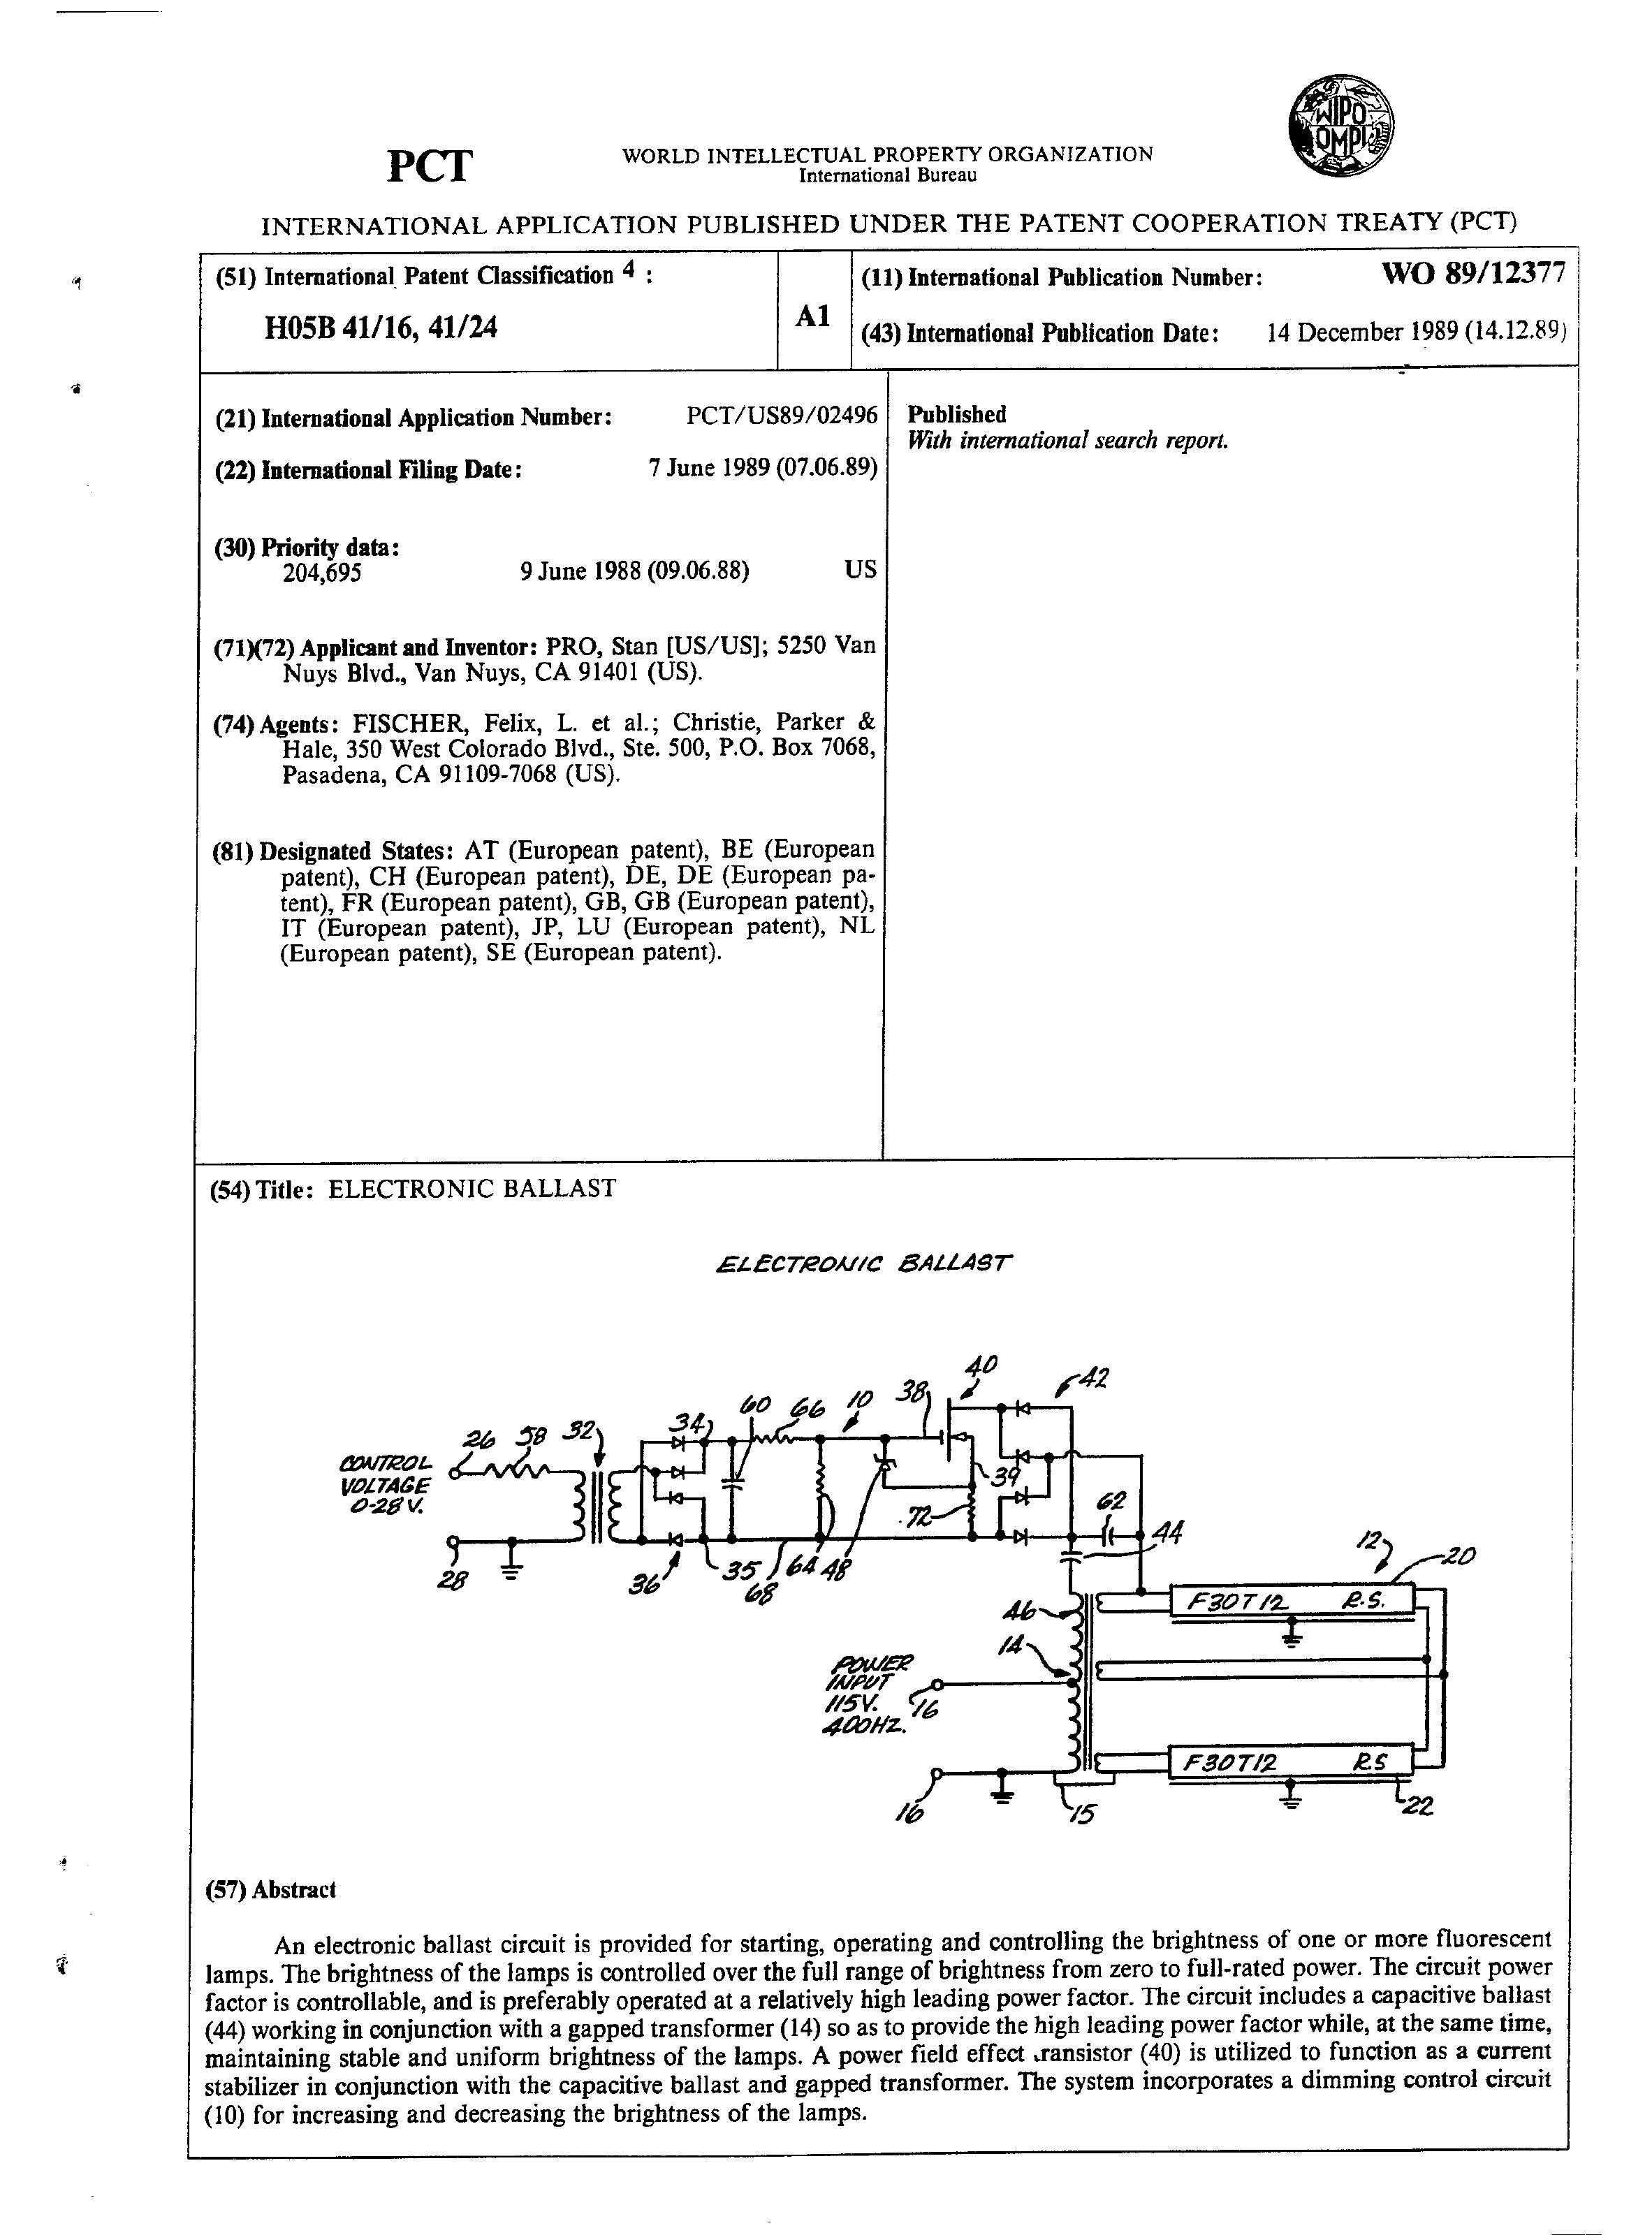 WIPO
OMPI
PCT
WORLD INTELLECTUAL PROPERTY ORGANIZATION
International Bureau
INTERNATIONAL APPLICATION PUBLISHED UNDER THE PATENT COOPERATION TREATY (PCT)
(51) International Patent Classification 4 :
H05B 41/16, 41/24
A1
(11) International Publication Number: WO 89/12377
(43) International Publication Date: 14 December 1989 (14.12.89)
(21) International Application Number: PCT/US89/02496
(22) International Filing Date: 7 June 1989 (07.06.89)
(30) Priority data:
204,695 9 June 1988 (09.06.88) US
(71)(72) Applicant and Inventor: PRO, Stan [US/US]; 5250 Van
Nuys Blvd., Van Nuys, CA 91401 (US).
(74) Agents: FISCHER, Felix, L. et al.; Christie, Parker &
Hale, 350 West Colorado Blvd., Ste. 500, P.O. Box 7068,
Pasadena, CA 91109-7068 (US).
(81) Designated States: AT (European patent), BE (European
patent), CH (European patent), DE, DE (European pa-
tent), FR (European patent), GB, GB (European patent),
IT (European patent), JP, LU (European patent), NL
(European patent), SE (European patent).
Published
With international search report.
(54) Title: ELECTRONIC BALLAST
ELECTRONIC BALLAST
40
42
38
10
60
66
34
32
58
26
CONTROL
VOLTAGE
0-28 V.
39
72
62
44
28
36
35
68
64
48
12
20
F30T12 R.S.
46
14
POWER
INPUT
115V.
400HZ.
16
F30T12 R.S
16
15
22
(57) Abstract
An electronic ballast circuit is provided for starting, operating and controlling the brightness of one or more fluorescent
lamps. The brightness of the lamps is controlled over the full range of brightness from zero to full-rated power. The circuit power
factor is controllable, and is preferably operated at a relatively high leading power factor. The circuit includes a capacitive ballast
(44) working in conjunction with a gapped transformer (14) so as to provide the high leading power factor while, at the same time,
maintaining stable and uniform brightness of the lamps. A power field effect transistor (40) is utilized to function as a current
stabilizer in conjunction with the capacitive ballast and gapped transformer. The system incorporates a dimming control circuit
(10) for increasing and decreasing the brightness of the lamps.